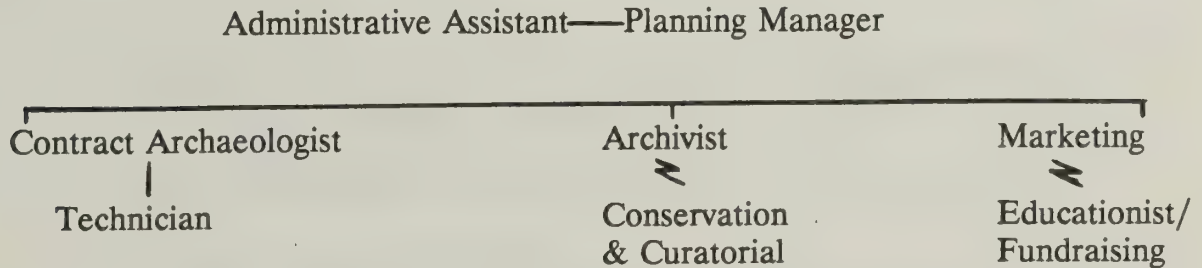 Administrative Assistant——Planning Manager
Contract Archaeologist Archivist Marketing
Technician Conservation Educationist/
& Curatorial Fundraising